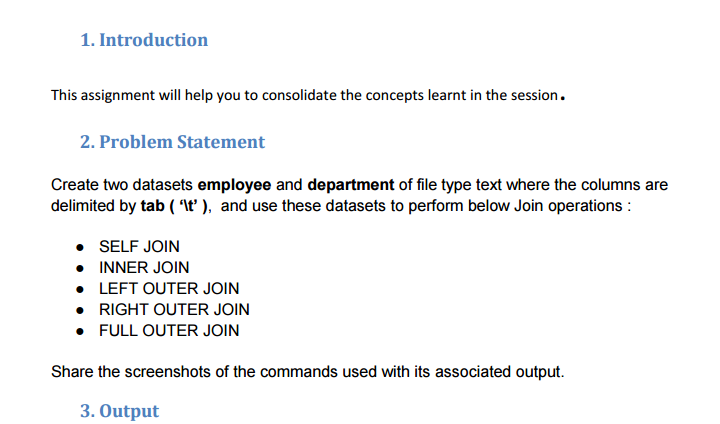 1. Introduction
This assignment will help you to consolidate the concepts learnt in the session.
2. Problem Statement
Create two datasets employee and department of file type text where the columns are
delimited by tab ( '\t' ), and use these datasets to perform below Join operations :
● SELF JOIN
● INNER JOIN
● LEFT OUTER JOIN
● RIGHT OUTER JOIN
● FULL OUTER JOIN
Share the screenshots of the commands used with its associated output.
3. Output